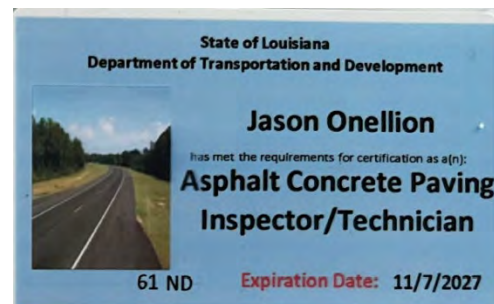 State of Louisiana
Department of Transportation and Development
Jason Onellion
has met the requirements for certification as a(n):
Asphalt Concrete Paving
Inspector/Technician
61 ND
Expiration Date: 11/7/2027